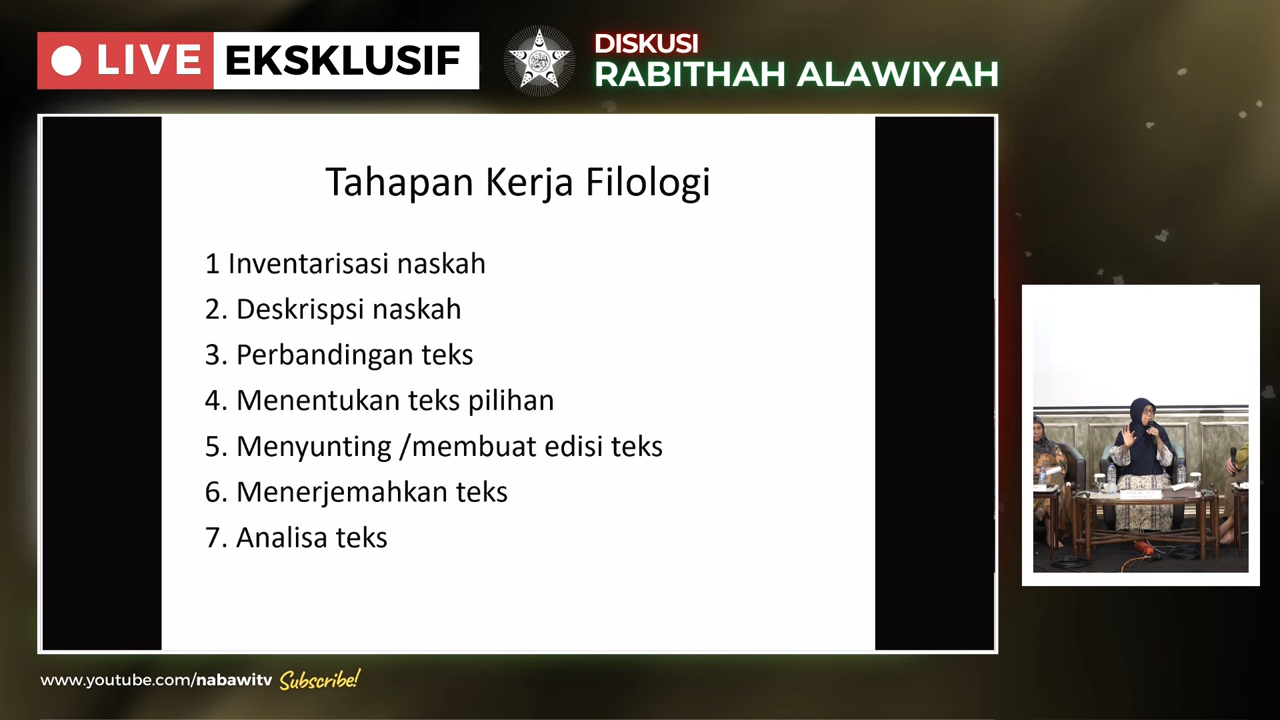 LIVE EKSKLUSIF
DISKUSI
RABITHAH ALAWIYAH
Tahapan Kerja Filologi
1 Inventarisasi naskah
2. Deskrispsi naskah
3. Perbandingan teks
4. Menentukan teks pilihan
5. Menyunting /membuat edisi teks
6. Menerjemahkan teks
7. Analisa teks
www.youtube.com/nabawitv Subscribe!